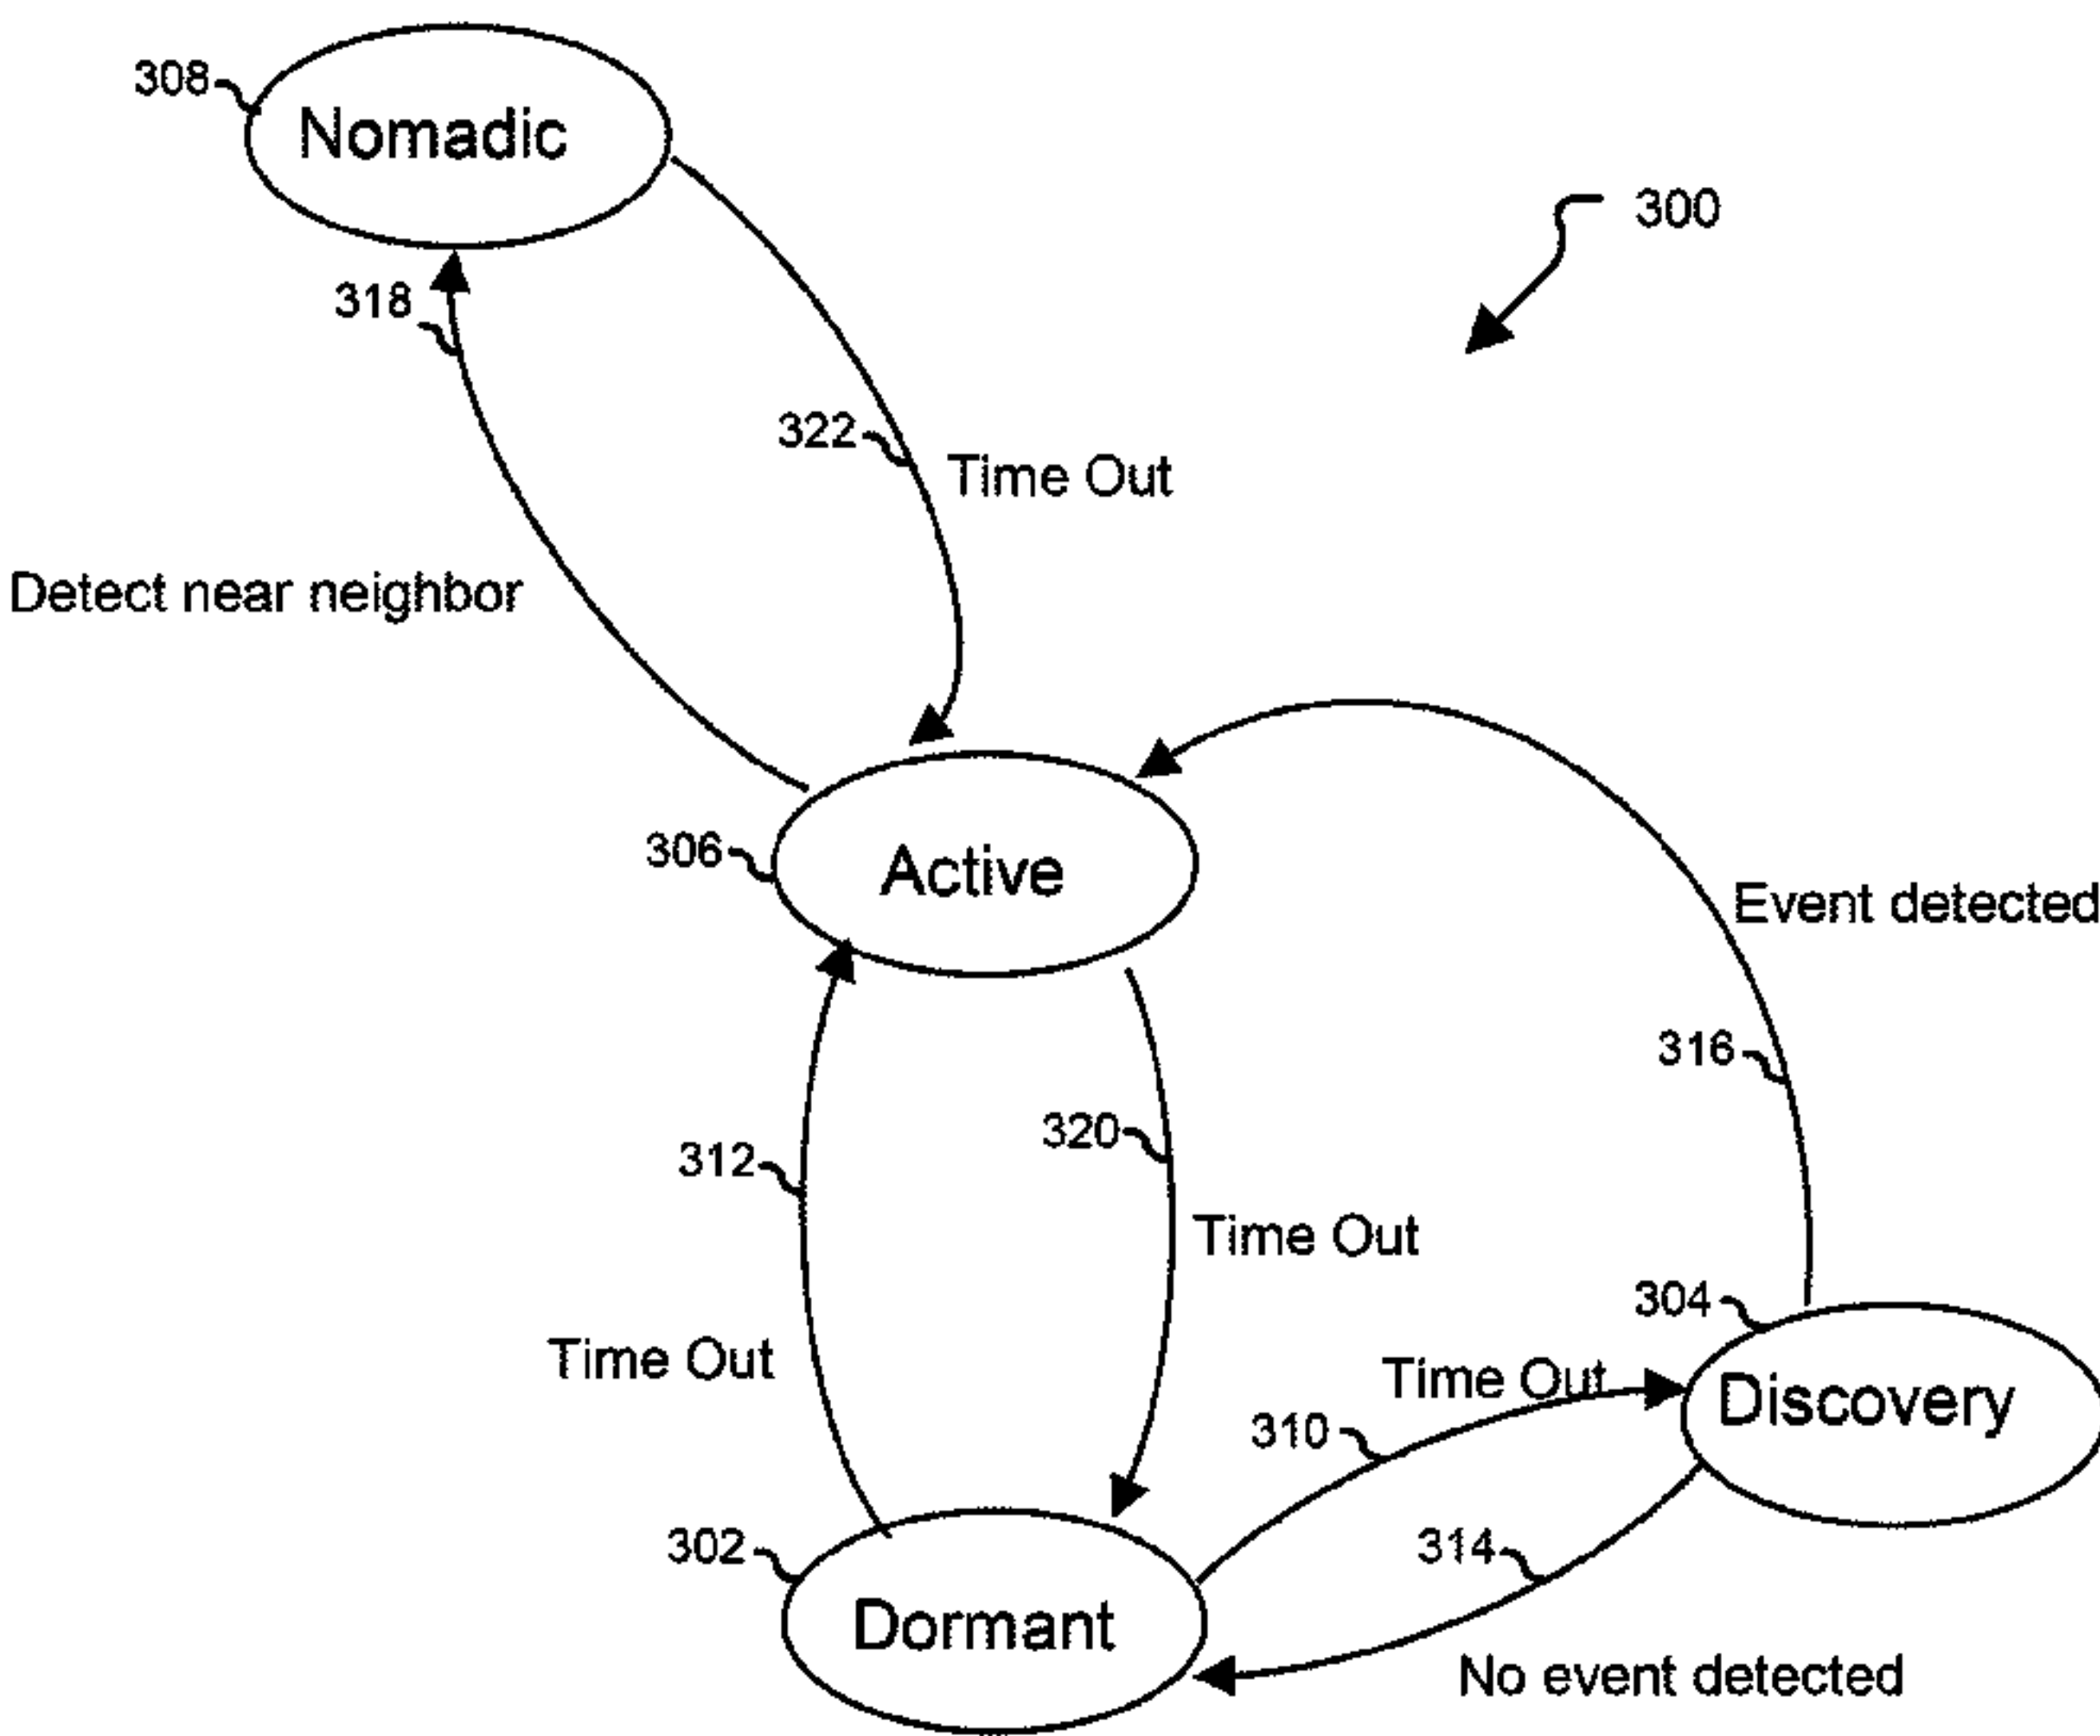 308
Nomadic
300
318
322
Time Out
Detect near neighbor
306
Active
Event detected
316
312
320
Time Out
304
Time Out
Time Out
Discovery
310
302
314
Dormant
No event detected